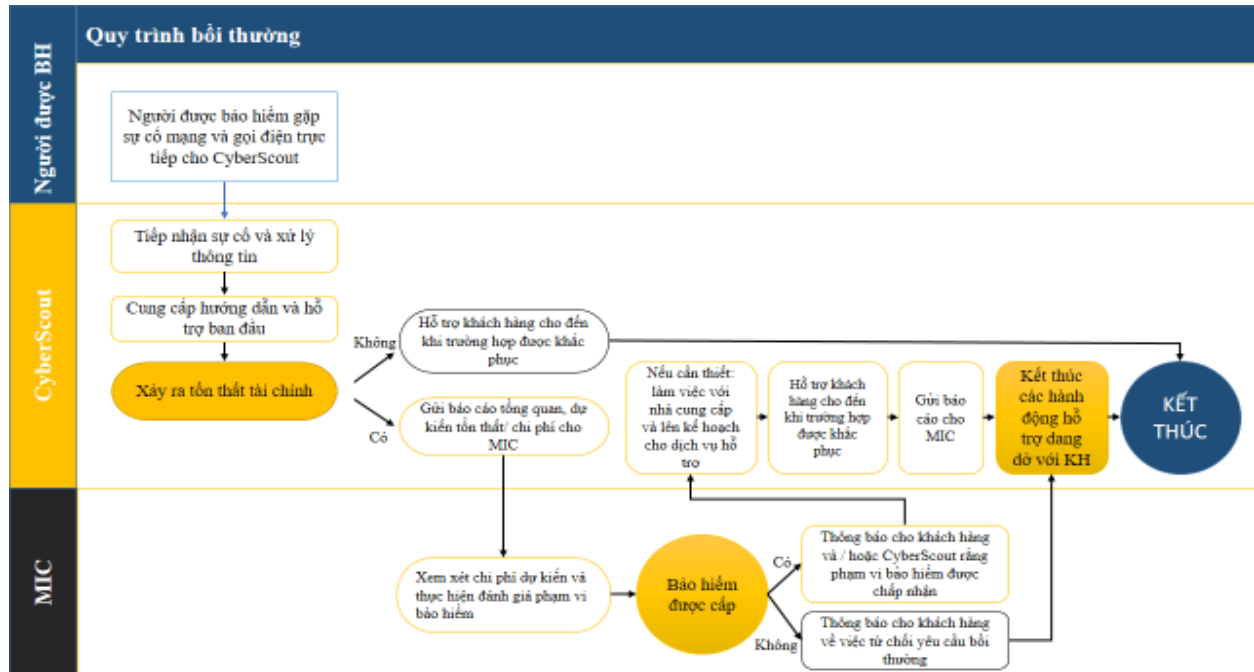 Quy trình bồi thường
Người được BH
Người được bảo hiểm gặp
sự cố mạng và gọi điện trực
tiếp cho CyberScout
CyberScout
Tiếp nhận sự cố và xử lý
thông tin
Cung cấp hướng dẫn và hỗ
trợ ban đầu
Xảy ra tổn thất tài chính
Không
Hỗ trợ khách hàng cho đến
khi trường hợp được khắc
phục
Có
Gửi báo cáo tổng quan, dự
kiến tổn thất/ chi phí cho
MIC
Nếu cần thiết:
làm việc với
nhà cung cấp
và lên kế hoạch
cho dịch vụ hỗ
trợ
Hỗ trợ khách
hàng cho đến
khi trường hợp
được khắc
phục
Gửi báo
cáo cho
MIC
Kết thúc
các hành
động hỗ
trợ dang
dở với KH
KẾT
THÚC
MIC
Xem xét chi phí dự kiến và
thực hiện đánh giá phạm vi
bảo hiểm
Bảo hiểm
được cấp
Có
Thông báo cho khách hàng
và / hoặc CyberScout rằng
phạm vi bảo hiểm được
chấp nhận
Không
Thông báo cho khách hàng
về việc từ chối yêu cầu bồi
thường